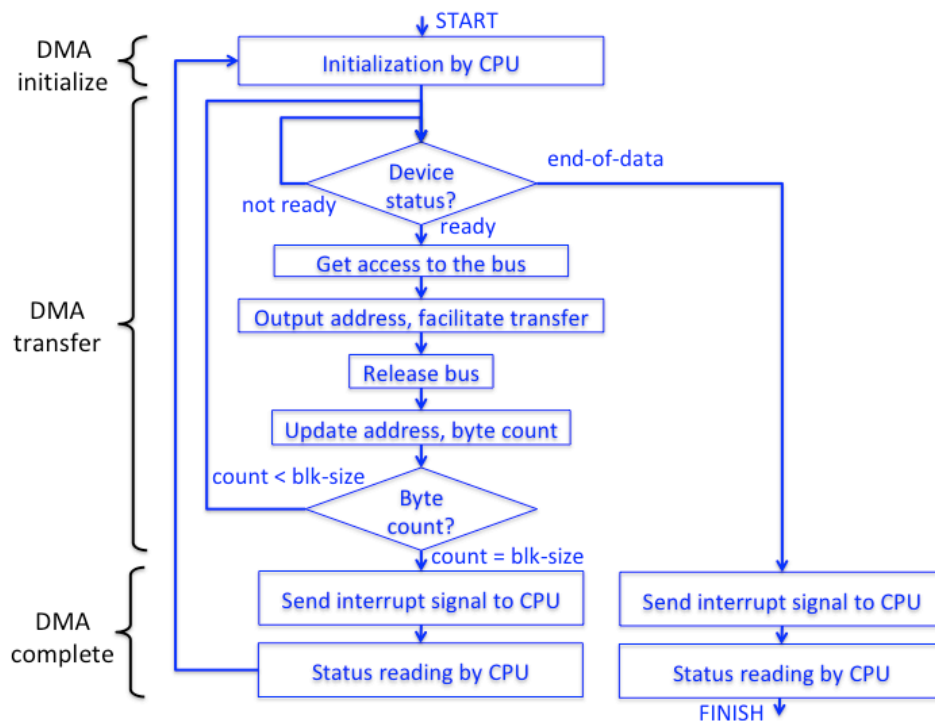 START
DMA
initialize
Initialization by CPU
Device
status?
end-of-data
not ready
ready
Get access to the bus
Output address, facilitate transfer
DMA
transfer
Release bus
Update address, byte count
count < blk-size
Byte
count?
count = blk-size
DMA
complete
Send interrupt signal to CPU
Send interrupt signal to CPU
Status reading by CPU
Status reading by CPU
FINISH